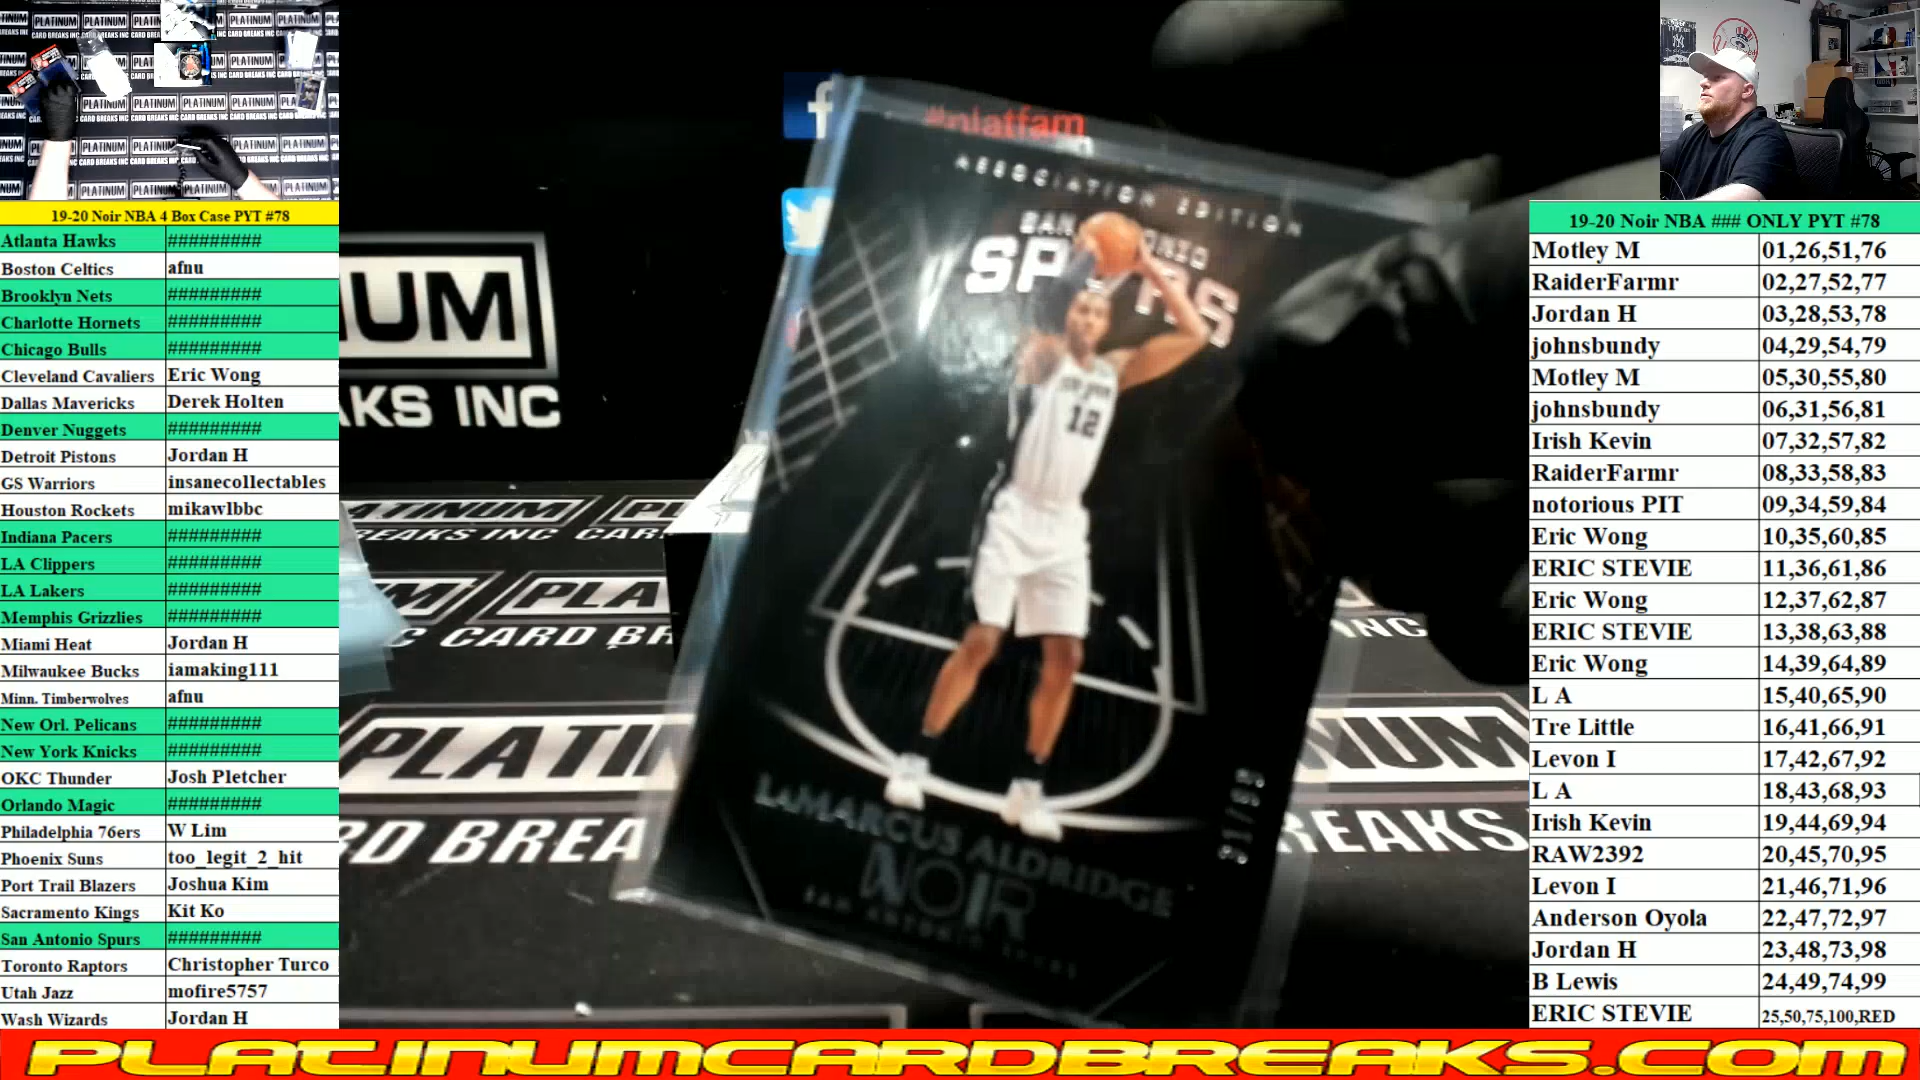 19-20 Noir NBA 4 Box Case PYT #78
Atlanta Hawks #########
Boston Celtics afnu
Brooklyn Nets #########
Charlotte Hornets #########
Chicago Bulls #########
Cleveland Cavaliers Eric Wong
Dallas Mavericks Derek Holten
Denver Nuggets #########
Detroit Pistons Jordan H
GS Warriors insanecollectables
Houston Rockets mikawlbbc
Indiana Pacers #########
LA Clippers #########
LA Lakers #########
Memphis Grizzlies #########
Miami Heat Jordan H
Milwaukee Bucks iamaking111
Minn. Timberwolves afnu
New Orl. Pelicans #########
New York Knicks #########
OKC Thunder Josh Pletcher
Orlando Magic #########
Philadelphia 76ers W Lim
Phoenix Suns too_legit_2_hit
Port Trail Blazers Joshua Kim
Sacramento Kings Kit Ko
San Antonio Spurs #########
Toronto Raptors Christopher Turco
Utah Jazz mofire5757
Wash Wizards Jordan H
#platfam
ASSOCIATION EDITION
SAN ANTONIO
SPURS
12
LAMARCUS ALDRIDGE
NOIR
SAN ANTONIO SPURS
PLATINUM
CARD BREAKS INC
19-20 Noir NBA ### ONLY PYT #78
Motley M 01,26,51,76
RaiderFarmr 02,27,52,77
Jordan H 03,28,53,78
johnsbundy 04,29,54,79
Motley M 05,30,55,80
johnsbundy 06,31,56,81
Irish Kevin 07,32,57,82
RaiderFarmr 08,33,58,83
notorious PIT 09,34,59,84
Eric Wong 10,35,60,85
ERIC STEVIE 11,36,61,86
Eric Wong 12,37,62,87
ERIC STEVIE 13,38,63,88
Eric Wong 14,39,64,89
L A 15,40,65,90
Tre Little 16,41,66,91
Levon I 17,42,67,92
L A 18,43,68,93
Irish Kevin 19,44,69,94
RAW2392 20,45,70,95
Levon I 21,46,71,96
Anderson Oyola 22,47,72,97
Jordan H 23,48,73,98
B Lewis 24,49,74,99
ERIC STEVIE 25,50,75,100,RED
PLATINUMCARDBREAKS.COM